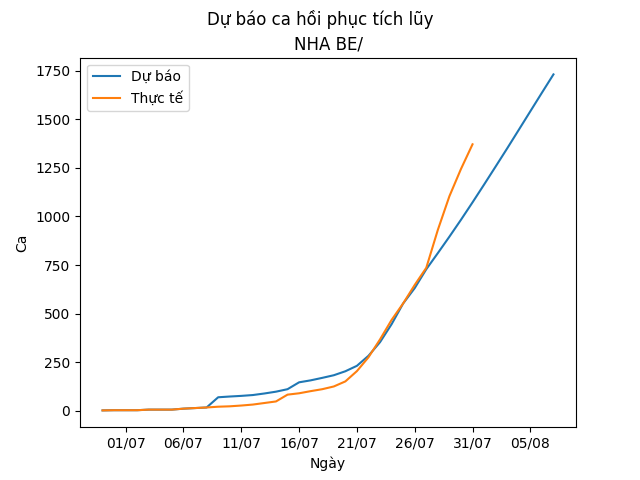 Dự báo ca hồi phục tích lũy
NHA BE/
Dự báo
Thực tế
1750
1500
1250
1000
750
500
250
0
Ca
01/07
06/07
11/07
16/07
21/07
26/07
31/07
05/08
Ngày